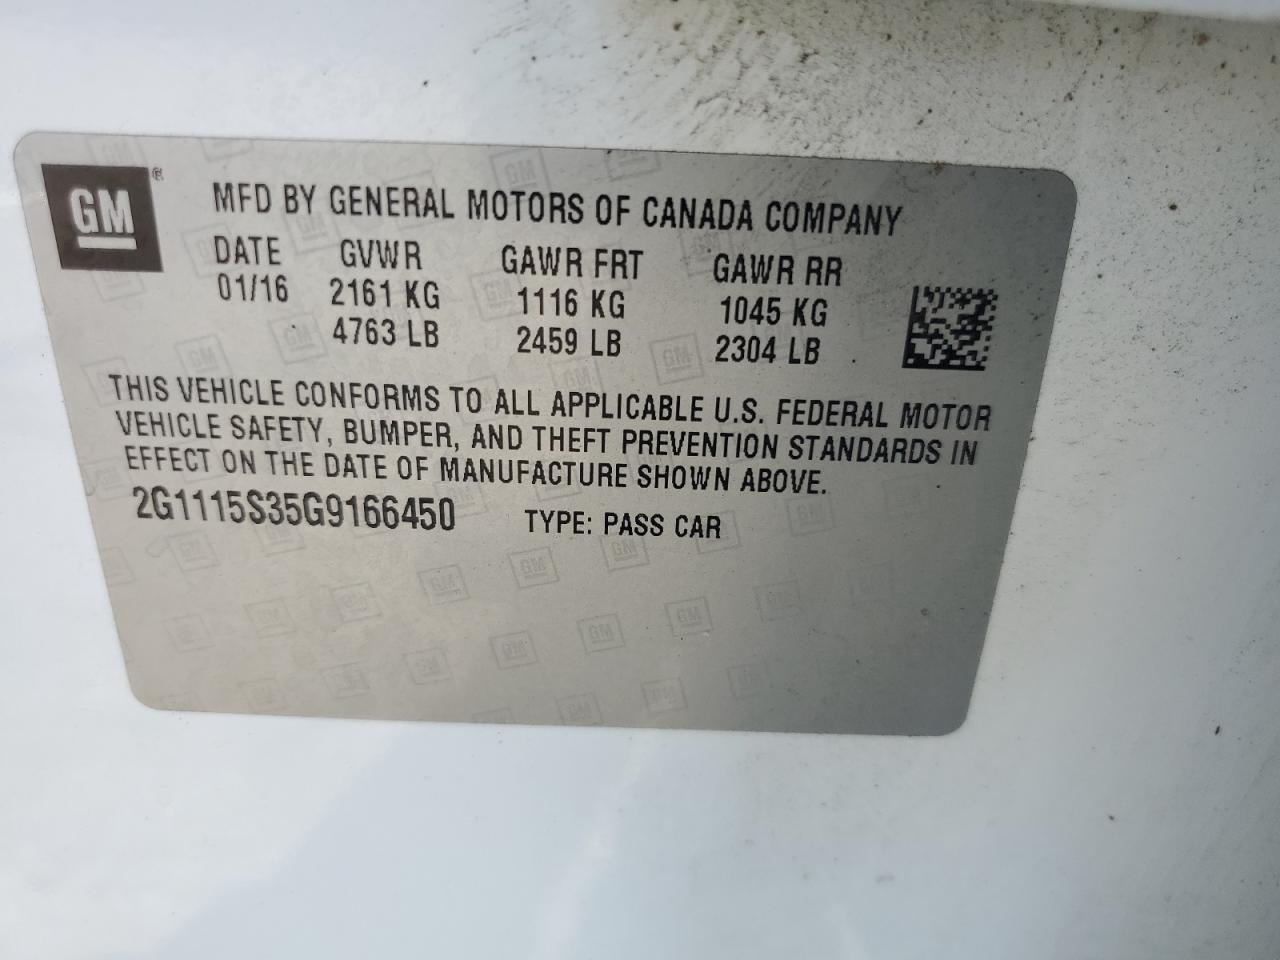 GM ® MFD BY GENERAL MOTORS OF CANADA COMPANY
DATE GVWR GAWR FRT GAWR RR
01/16 2161 KG 1116 KG 1045 KG
4763 LB 2459 LB 2304 LB
THIS VEHICLE CONFORMS TO ALL APPLICABLE U.S. FEDERAL MOTOR
VEHICLE SAFETY, BUMPER, AND THEFT PREVENTION STANDARDS IN
EFFECT ON THE DATE OF MANUFACTURE SHOWN ABOVE.
2G1115S35G9166450 TYPE: PASS CAR